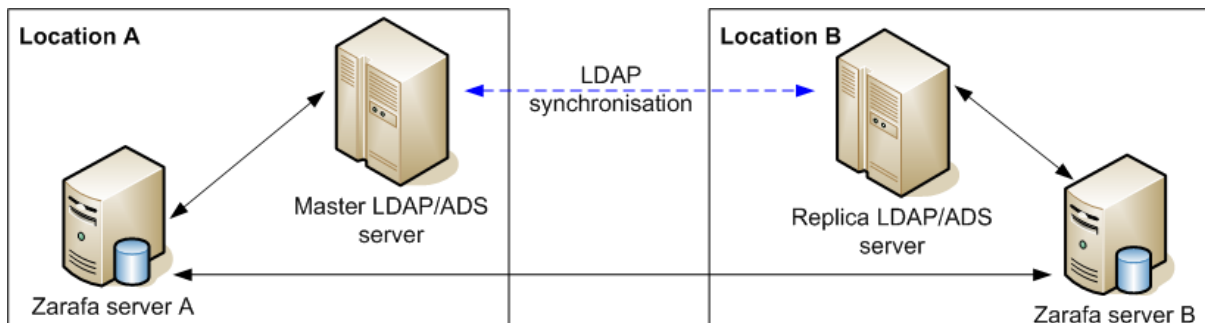 Location A
Location B
LDAP
synchronisation
Master LDAP/ADS
server
Replica LDAP/ADS
server
Zarafa server A
Zarafa server B